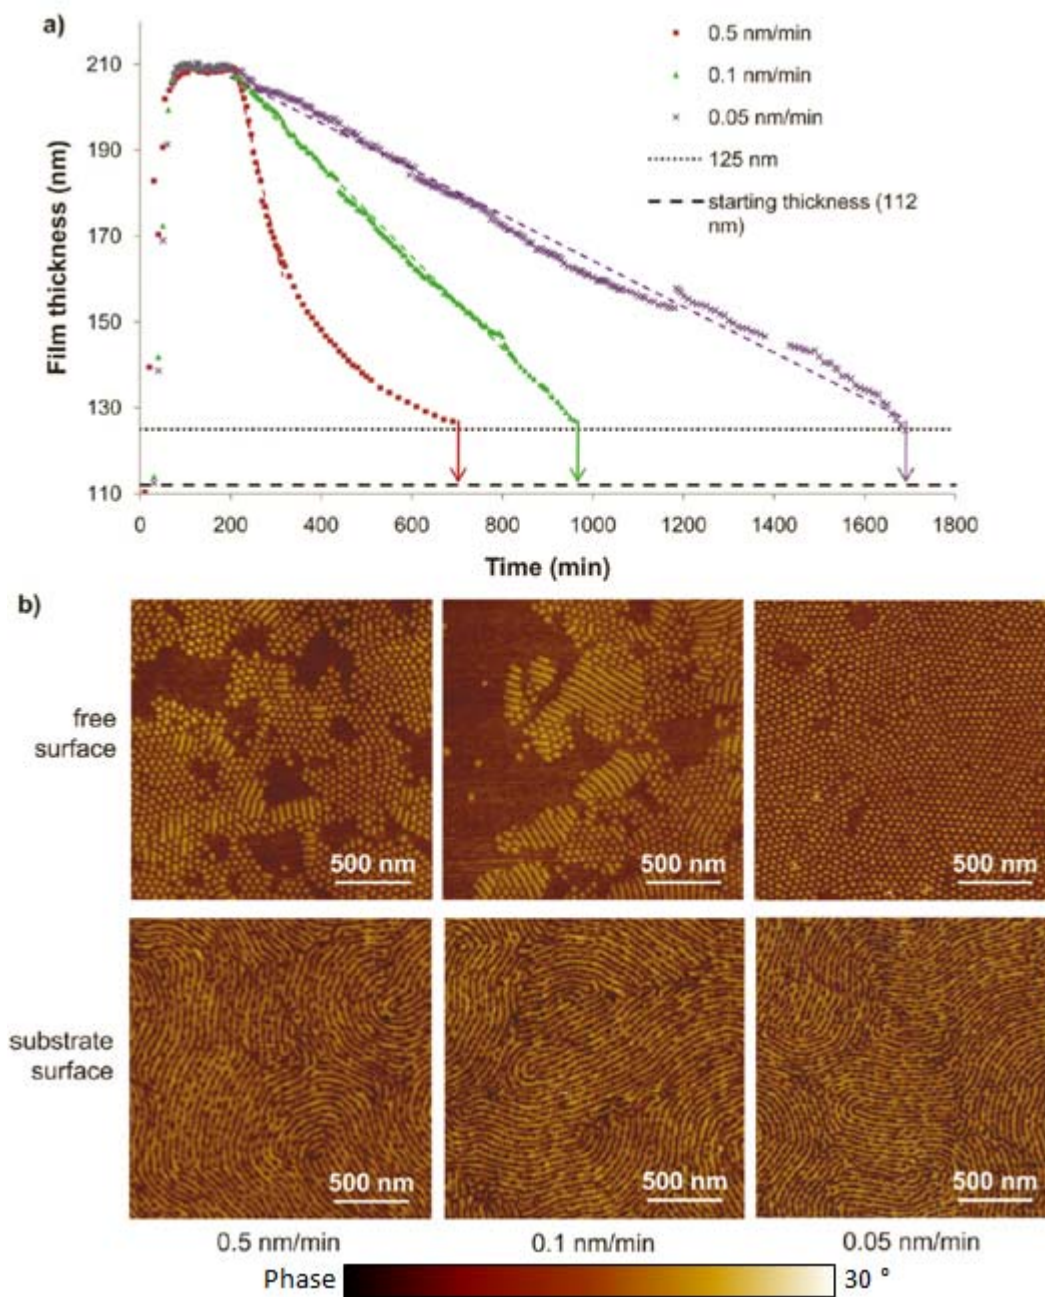 a)
Film thickness (nm)
210
190
170
150
130
110
0 200 400 600 800 1000 1200 1400 1600 1800
Time (min)
0.5 nm/min
0.1 nm/min
0.05 nm/min
125 nm
starting thickness (112
nm)
b)
free
surface
500 nm 500 nm 500 nm
substrate
surface
500 nm 500 nm 500 nm
0.5 nm/min 0.1 nm/min 0.05 nm/min
Phase 30 °